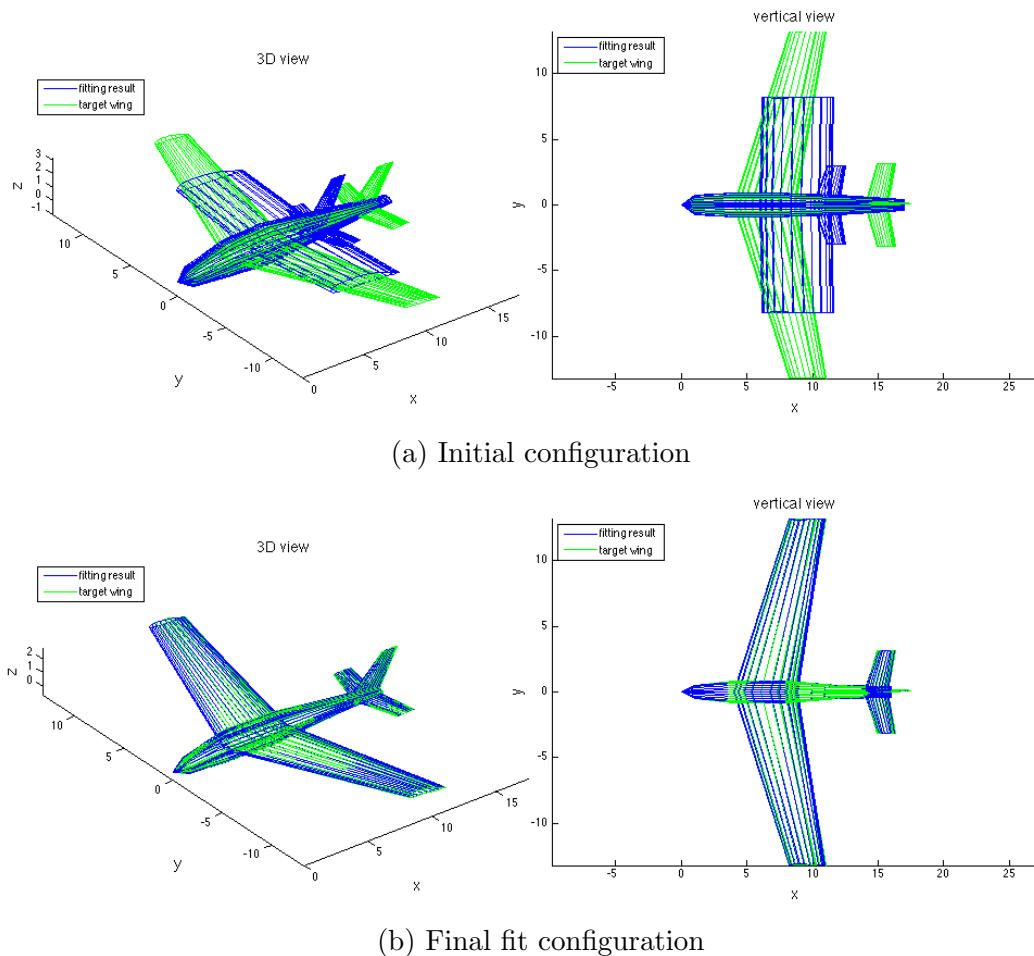 vertical view
3D view
fitting result
target wing
fitting result
target wing
3
2
1
0
-1
z
10
5
0
-5
-10
y
0
5
10
15
x
10
5
0
-5
-10
y
-5
0
5
10
15
20
25
x
(a) Initial configuration
vertical view
3D view
fitting result
target wing
fitting result
target wing
2
1
0
z
10
5
0
-5
-10
y
0
5
10
15
x
10
5
0
-5
-10
y
-5
0
5
10
15
20
25
x
(b) Final fit configuration